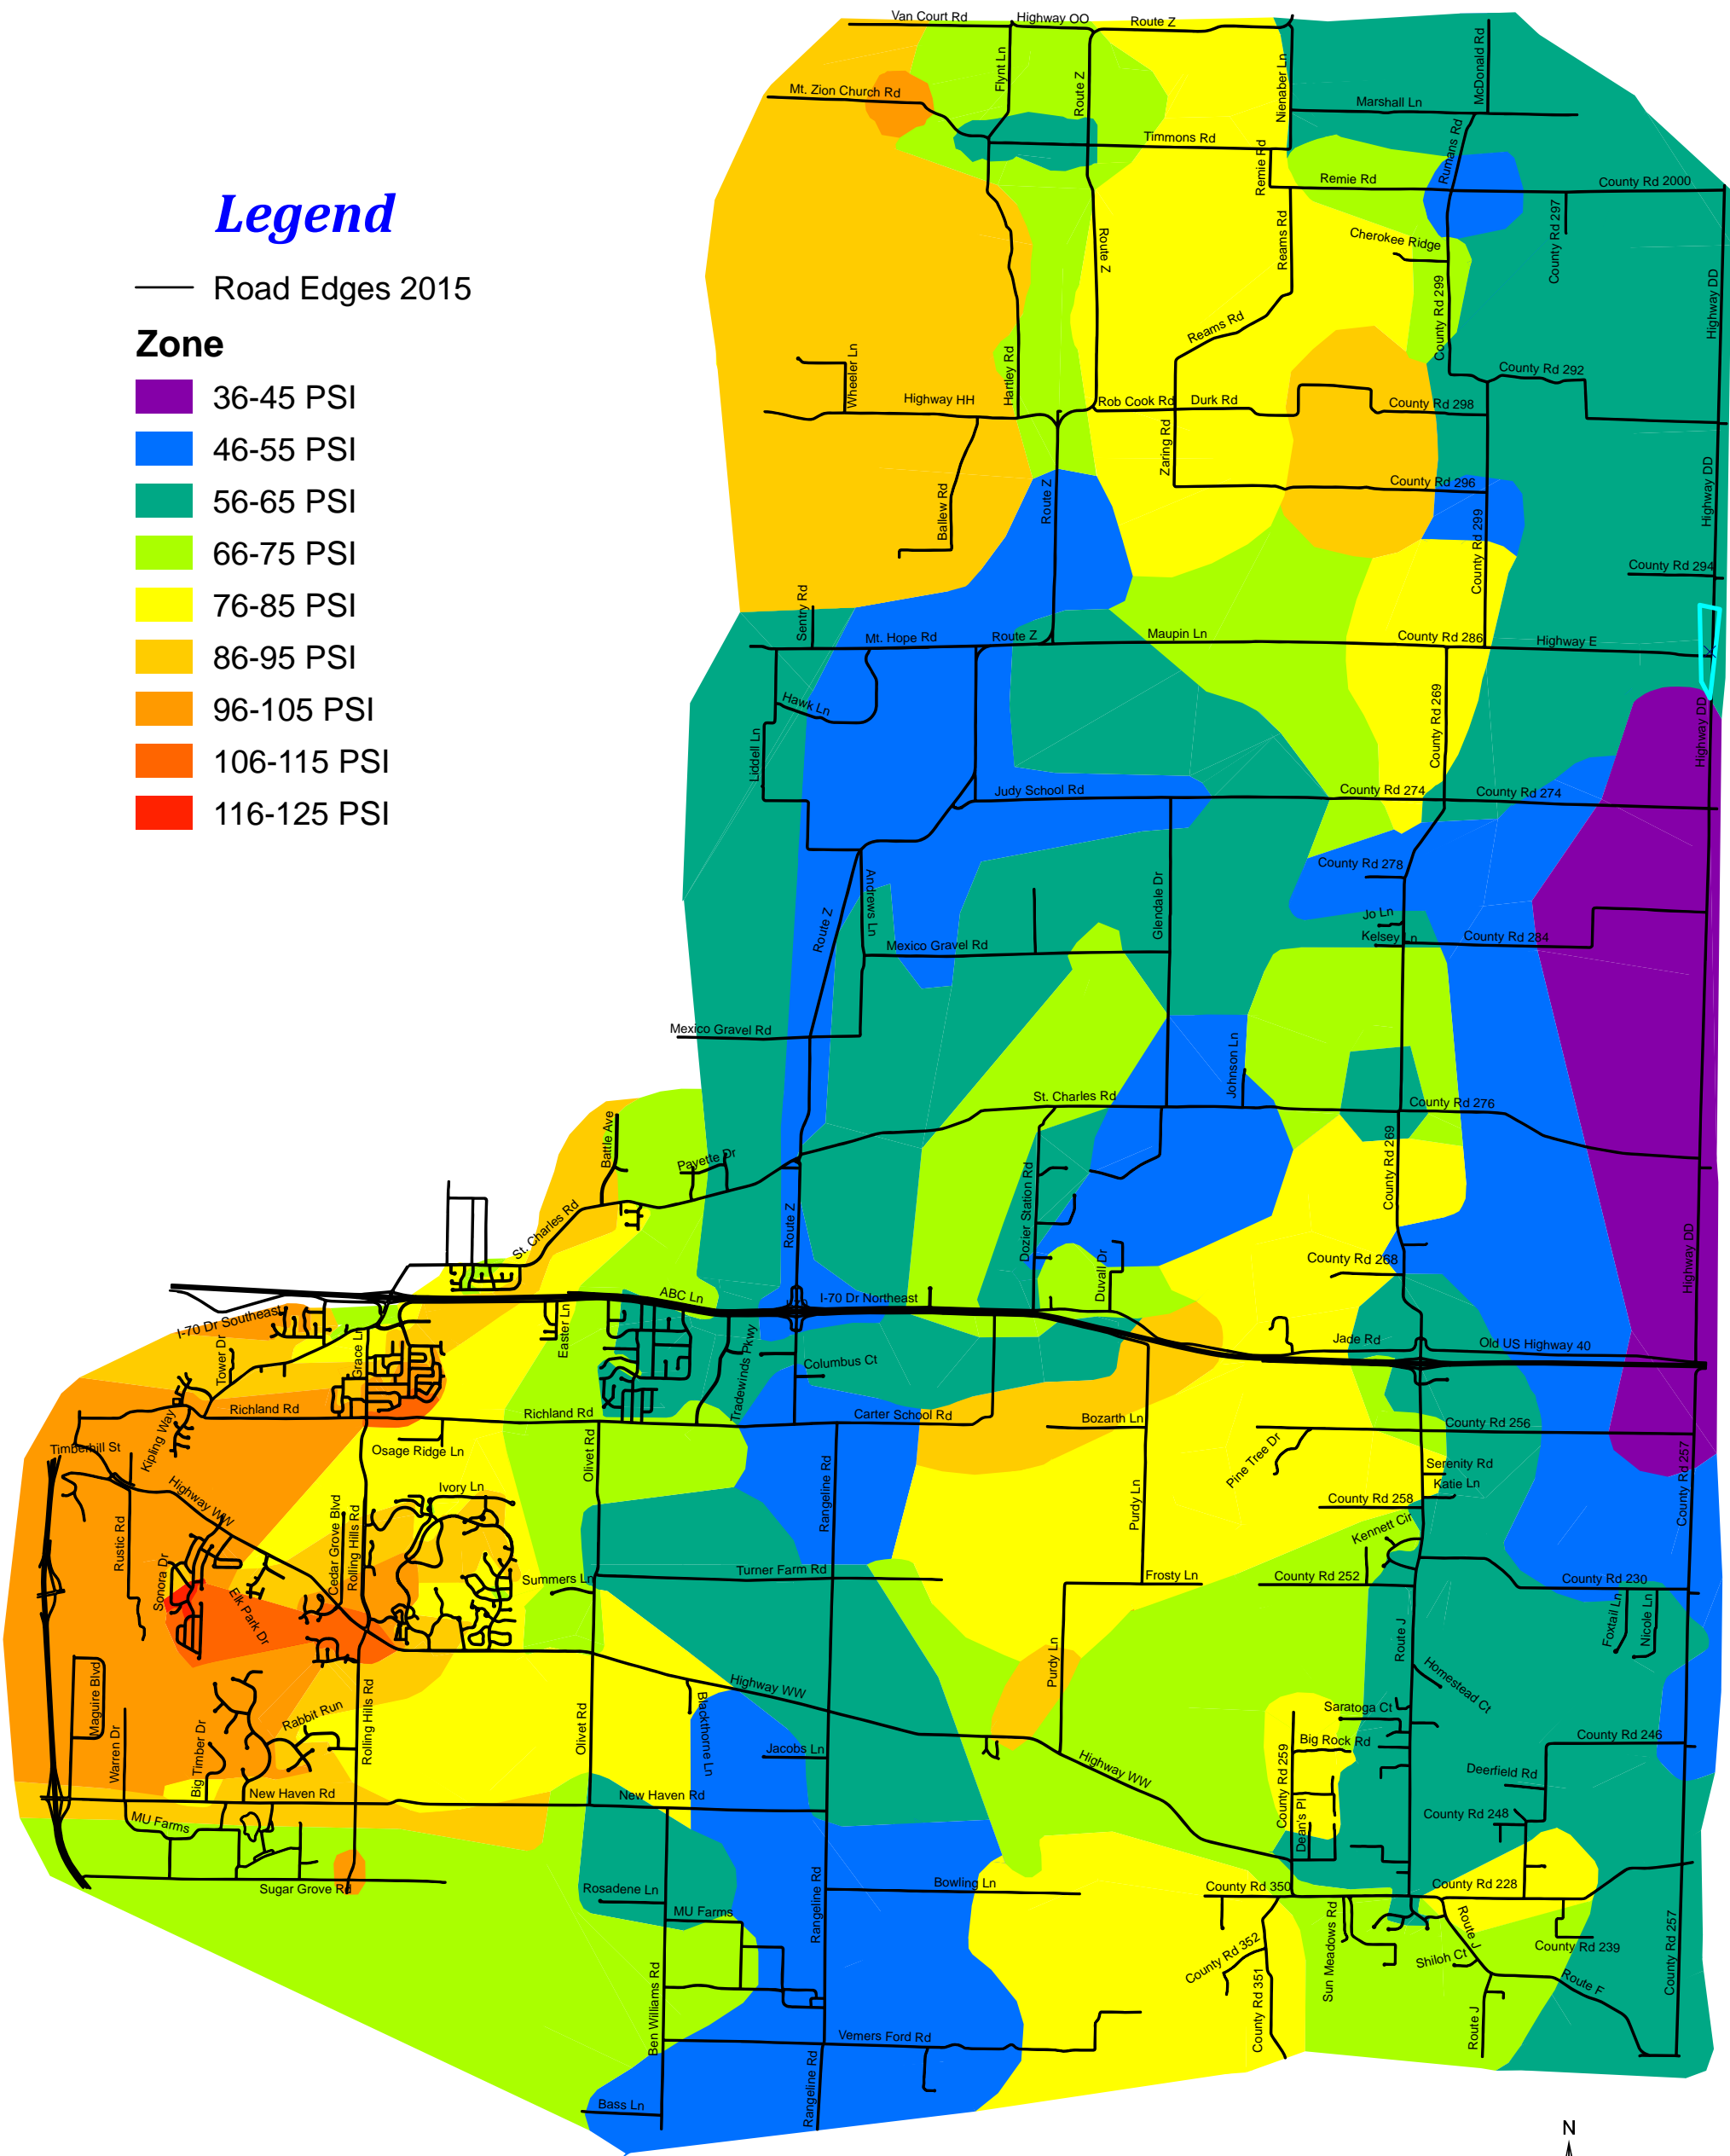 Legend
Road Edges 2015
Zone
36-45 PSI
46-55 PSI
56-65 PSI
66-75 PSI
76-85 PSI
86-95 PSI
96-105 PSI
106-115 PSI
116-125 PSI
Van Court Rd
Highway OO
Route Z
Flynt Ln
Route Z
Nienaber Ln
McDonald Rd
Mt. Zion Church Rd
Marshall Ln
Timmons Rd
Remie Rd
Rumans Rd
Remie Rd
County Rd 2000
County Rd 297
Reams Rd
Route Z
Cherokee Ridge
County Rd 299
Highway DD
Reams Rd
Wheeler Ln
Hartley Rd
County Rd 292
Highway HH
Rob Cook Rd
Durk Rd
County Rd 298
Zaring Rd
Ballew Rd
Route Z
County Rd 296
County Rd 299
Highway DD
County Rd 294
Sentry Rd
Mt. Hope Rd
Route Z
Maupin Ln
County Rd 286
Highway E
Hawk Ln
Liddell Ln
County Rd 269
Highway DD
Judy School Rd
County Rd 274
County Rd 274
County Rd 278
Andrews Ln
Route Z
Glendale Dr
Jo Ln
Kelsey Ln
County Rd 284
Mexico Gravel Rd
Mexico Gravel Rd
Johnson Ln
St. Charles Rd
County Rd 276
Battle Ave
Payette Dr
County Rd 269
Dozier Station Rd
Route Z
St. Charles Rd
Duvall Dr
County Rd 268
Highway DD
ABC Ln
I-70
I-70 Dr Northeast
I-70 Dr Southeast
Easter Ln
Grace Ln
Tower Dr
Tradewinds Pkwy
Columbus Ct
Jade Rd
Old US Highway 40
Richland Rd
Richland Rd
Carter School Rd
Bozarth Ln
County Rd 256
Kipling Way
Timberhill St
Osage Ridge Ln
Olivet Rd
Pine Tree Dr
Serenity Rd
Katie Ln
County Rd 257
Highway WW
Ivory Ln
Rangeline Rd
Purdy Ln
County Rd 258
Kennett Cir
Rustic Rd
Cedar Grove Blvd
Rolling Hills Rd
Sonora Dr
Elk Park Dr
Summers Ln
Turner Farm Rd
Frosty Ln
County Rd 252
County Rd 230
Foxtail Ln
Nicole Ln
Route J
Purdy Ln
Homestead Ct
Maguire Blvd
Warren Dr
Big Timber Dr
Rabbit Run
Rolling Hills Rd
Olivet Rd
Highway WW
Blackthorne Ln
Jacobs Ln
Saratoga Ct
Big Rock Rd
County Rd 246
County Rd 259
Highway WW
Deerfield Rd
New Haven Rd
New Haven Rd
Dean's Pl
County Rd 248
MU Farms
Sugar Grove Rd
Rosadene Ln
MU Farms
Rangeline Rd
Bowling Ln
County Rd 350
County Rd 228
Sun Meadows Rd
Route J
County Rd 239
County Rd 352
County Rd 351
Shiloh Ct
Route F
County Rd 257
Ben Williams Rd
Vemers Ford Rd
Route J
Rangeline Rd
Bass Ln
N